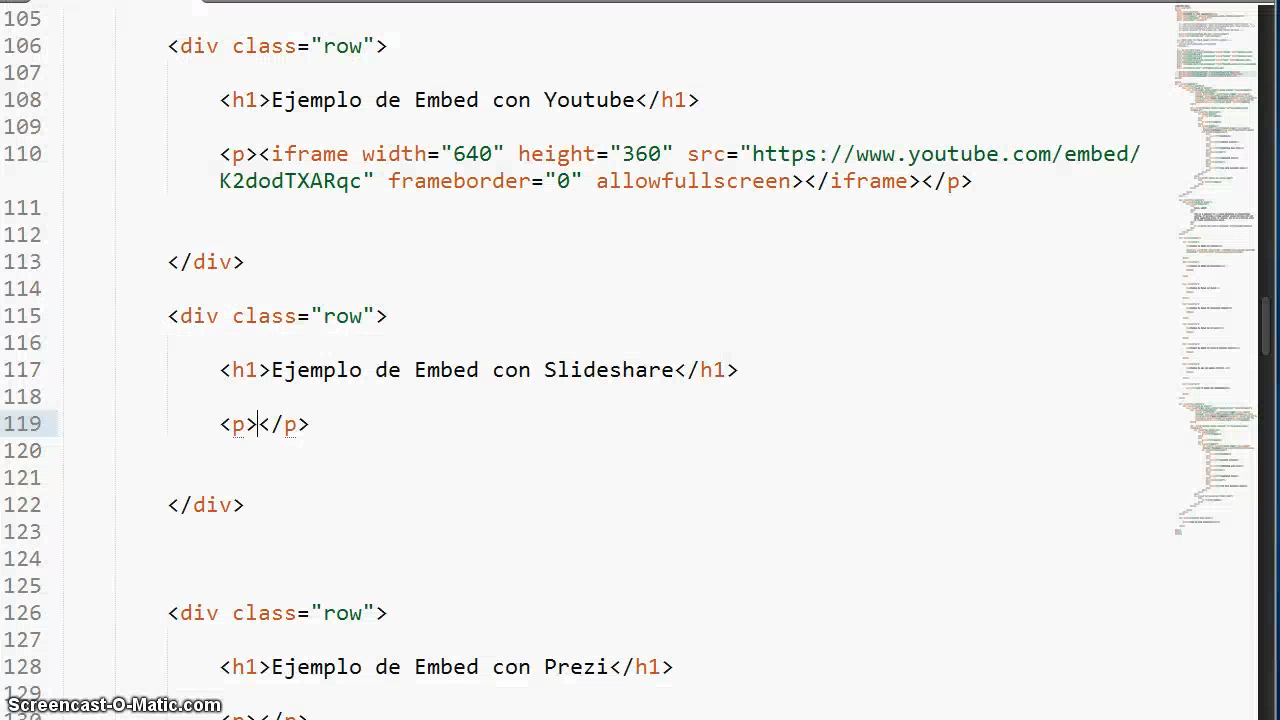 105
106 <div class="row">
107
108 <h1>Ejemplo de Embed con Youtube</h1>
109
110 <p><iframe width="640" height="360" src="https://www.youtube.com/embed/
K2dodTXARqc" frameborder="0" allowfullscreen></iframe></p
111
112
113 </div>
114
115 <div class="row">
116
117 <h1>Ejemplo de Embed con Slideshare</h1>
118
119 <p></p>
120
121
122 </div>
123
124
125
126 <div class="row">
127
128 <h1>Ejemplo de Embed con Prezi</h1>
129
130 <p></p>
Screencast-O-Matic.com